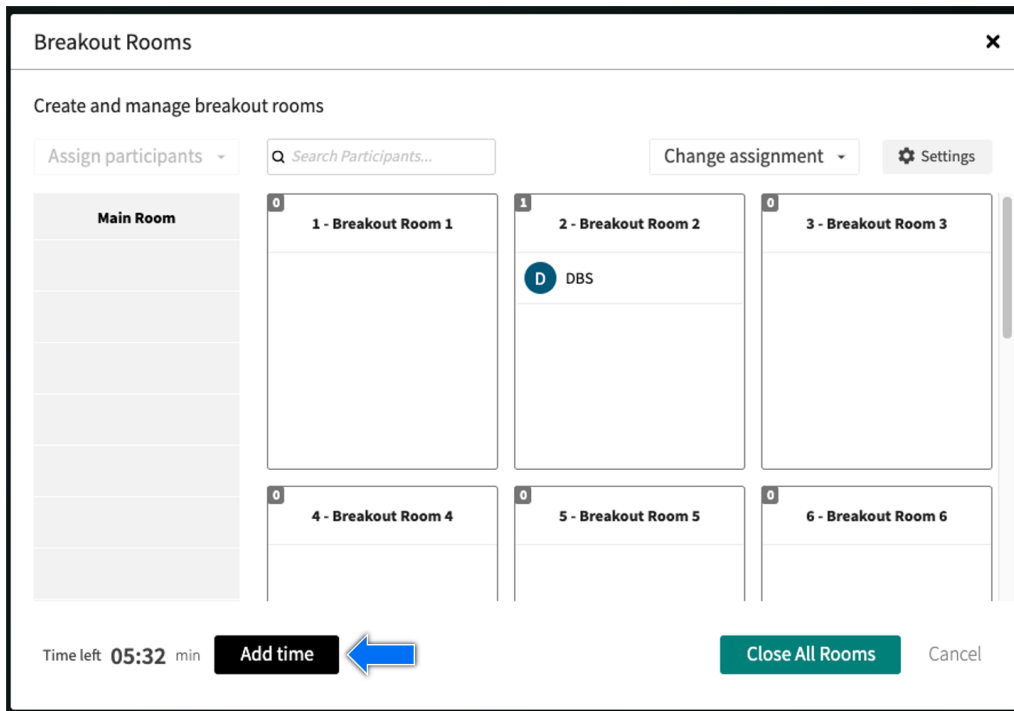 Breakout Rooms
Create and manage breakout rooms
Assign participants
Search Participants...
Change assignment
Settings
Main Room
0
1 - Breakout Room 1
1
2 - Breakout Room 2
D DBS
0
3 - Breakout Room 3
0
4 - Breakout Room 4
0
5 - Breakout Room 5
0
6 - Breakout Room 6
Time left 05:32 min
Add time
Close All Rooms
Cancel